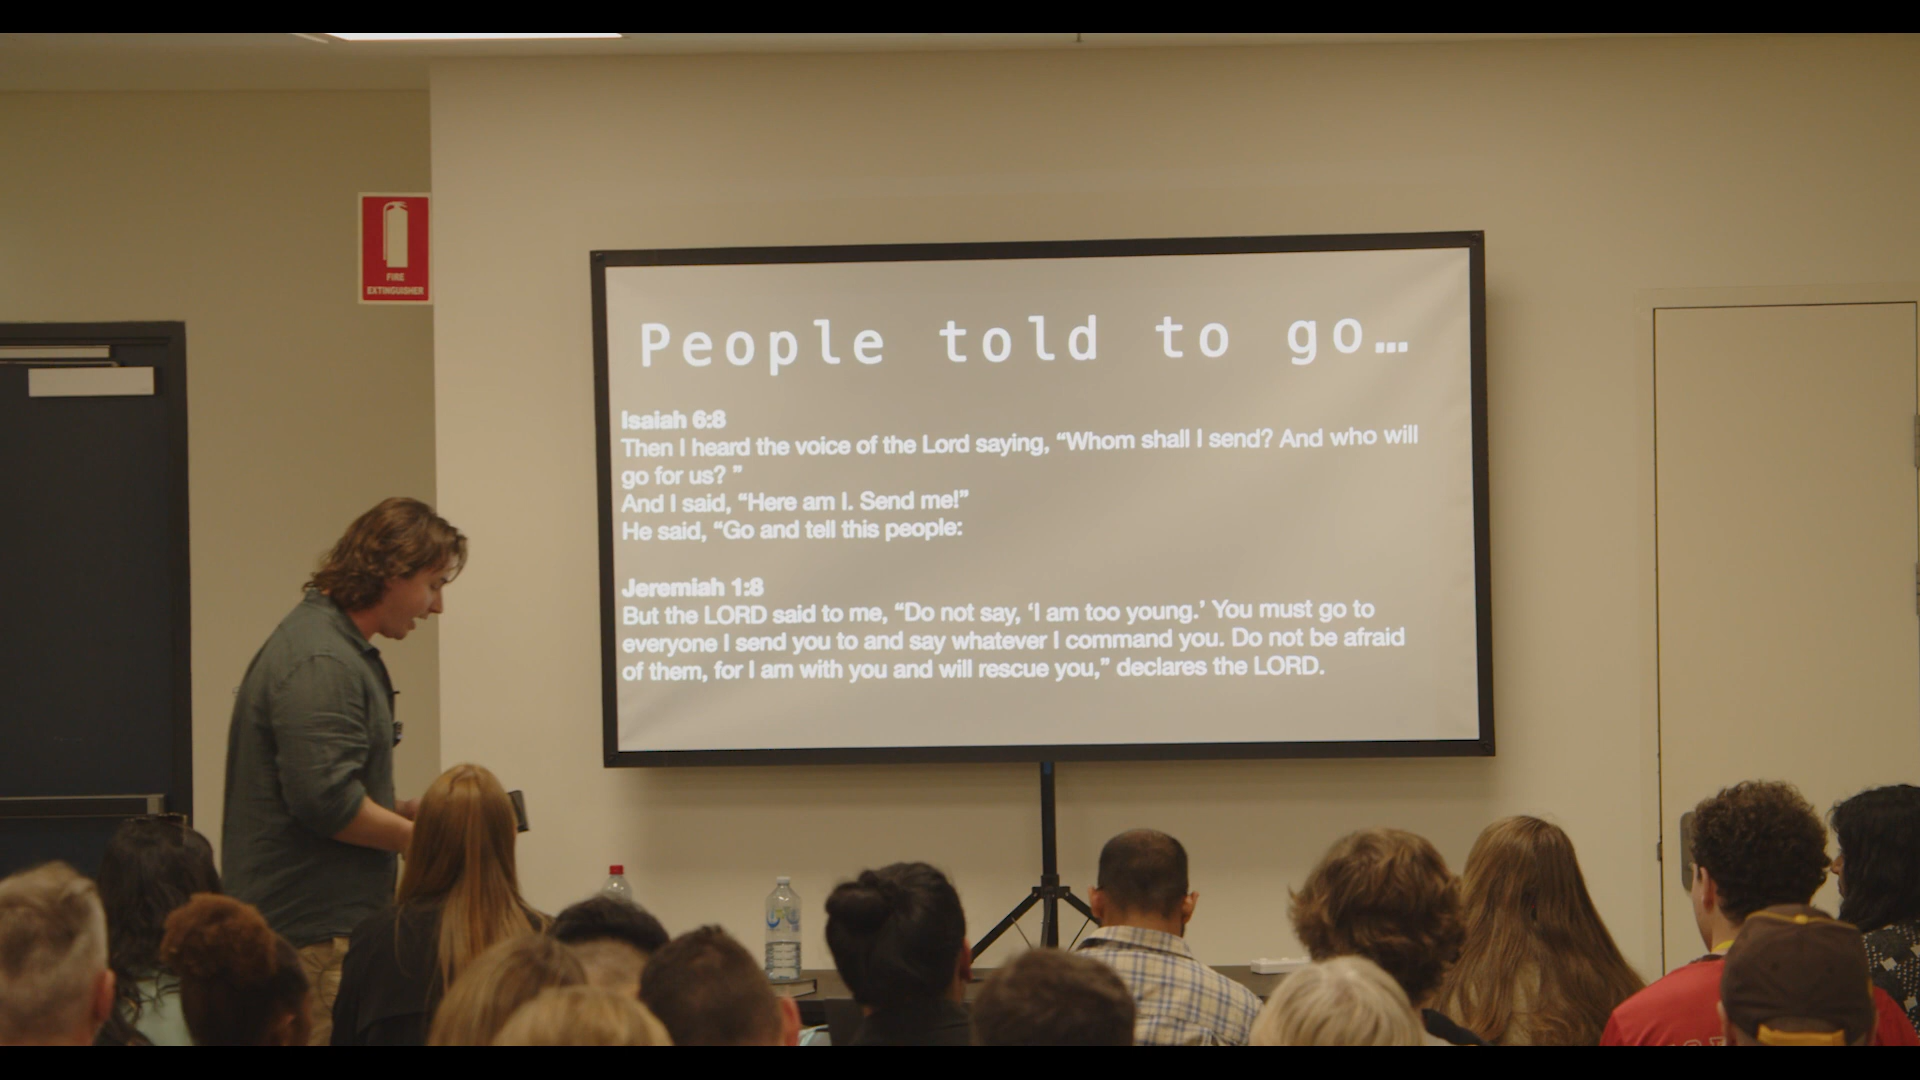 FIRE
EXTINGUISHER
People told to go…
Isaiah 6:8
Then I heard the voice of the Lord saying, “Whom shall I send? And who will
go for us? ”
And I said, “Here am I. Send me!”
He said, “Go and tell this people:
Jeremiah 1:8
But the LORD said to me, “Do not say, ‘I am too young.’ You must go to
everyone I send you to and say whatever I command you. Do not be afraid
of them, for I am with you and will rescue you,” declares the LORD.